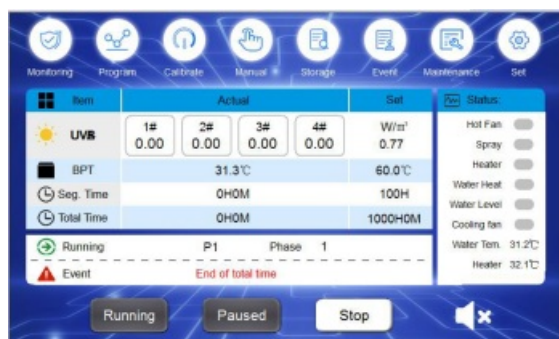 Monitoring Program Calibrate Manual Storage Event Maintenance Set
Item Actual Set Status:
UVB 1# 2# 3# 4# W/m²
0.00 0.00 0.00 0.00 0.77
BPT 31.3℃ 60.0℃
Seg. Time 0H0M 100H
Total Time 0H0M 1000H0M
Running P1 Phase 1
Event End of total time
Hot Fan
Spray
Heater
Water Heat
Water Level
Cooling fan
Water Tem. 31.2℃
Heater 32.1℃
Running Paused Stop